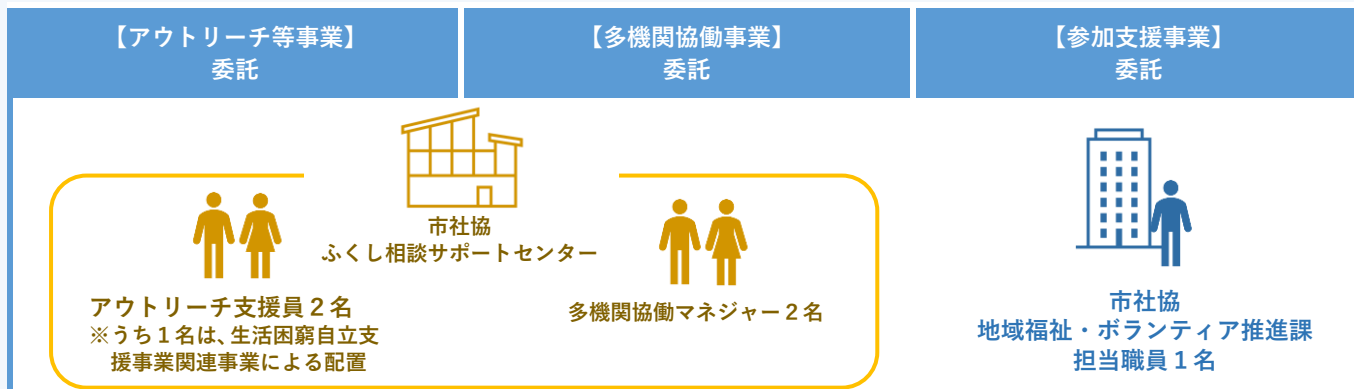 【アウトリーチ等事業】
委託
【多機関協働事業】
委託
【参加支援事業】
委託
市社協
ふくし相談サポートセンター
アウトリーチ支援員２名
※うち１名は、生活困窮自立支
援事業関連事業による配置
多機関協働マネジャー２名
市社協
地域福祉・ボランティア推進課
担当職員１名